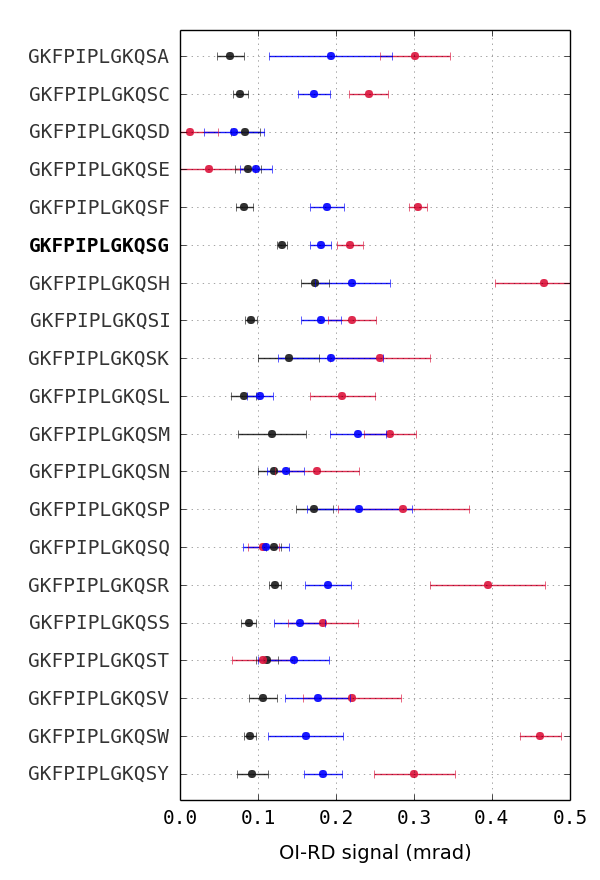 GKFPIPLGKQSA
GKFPIPLGKQSC
GKFPIPLGKQSD
GKFPIPLGKQSE
GKFPIPLGKQSF
GKFPIPLGKQSG
GKFPIPLGKQSH
GKFPIPLGKQSI
GKFPIPLGKQSK
GKFPIPLGKQSL
GKFPIPLGKQSM
GKFPIPLGKQSN
GKFPIPLGKQSP
GKFPIPLGKQSQ
GKFPIPLGKQSR
GKFPIPLGKQSS
GKFPIPLGKQST
GKFPIPLGKQSV
GKFPIPLGKQSW
GKFPIPLGKQSY
0.0 0.1 0.2 0.3 0.4 0.5
OI-RD signal (mrad)